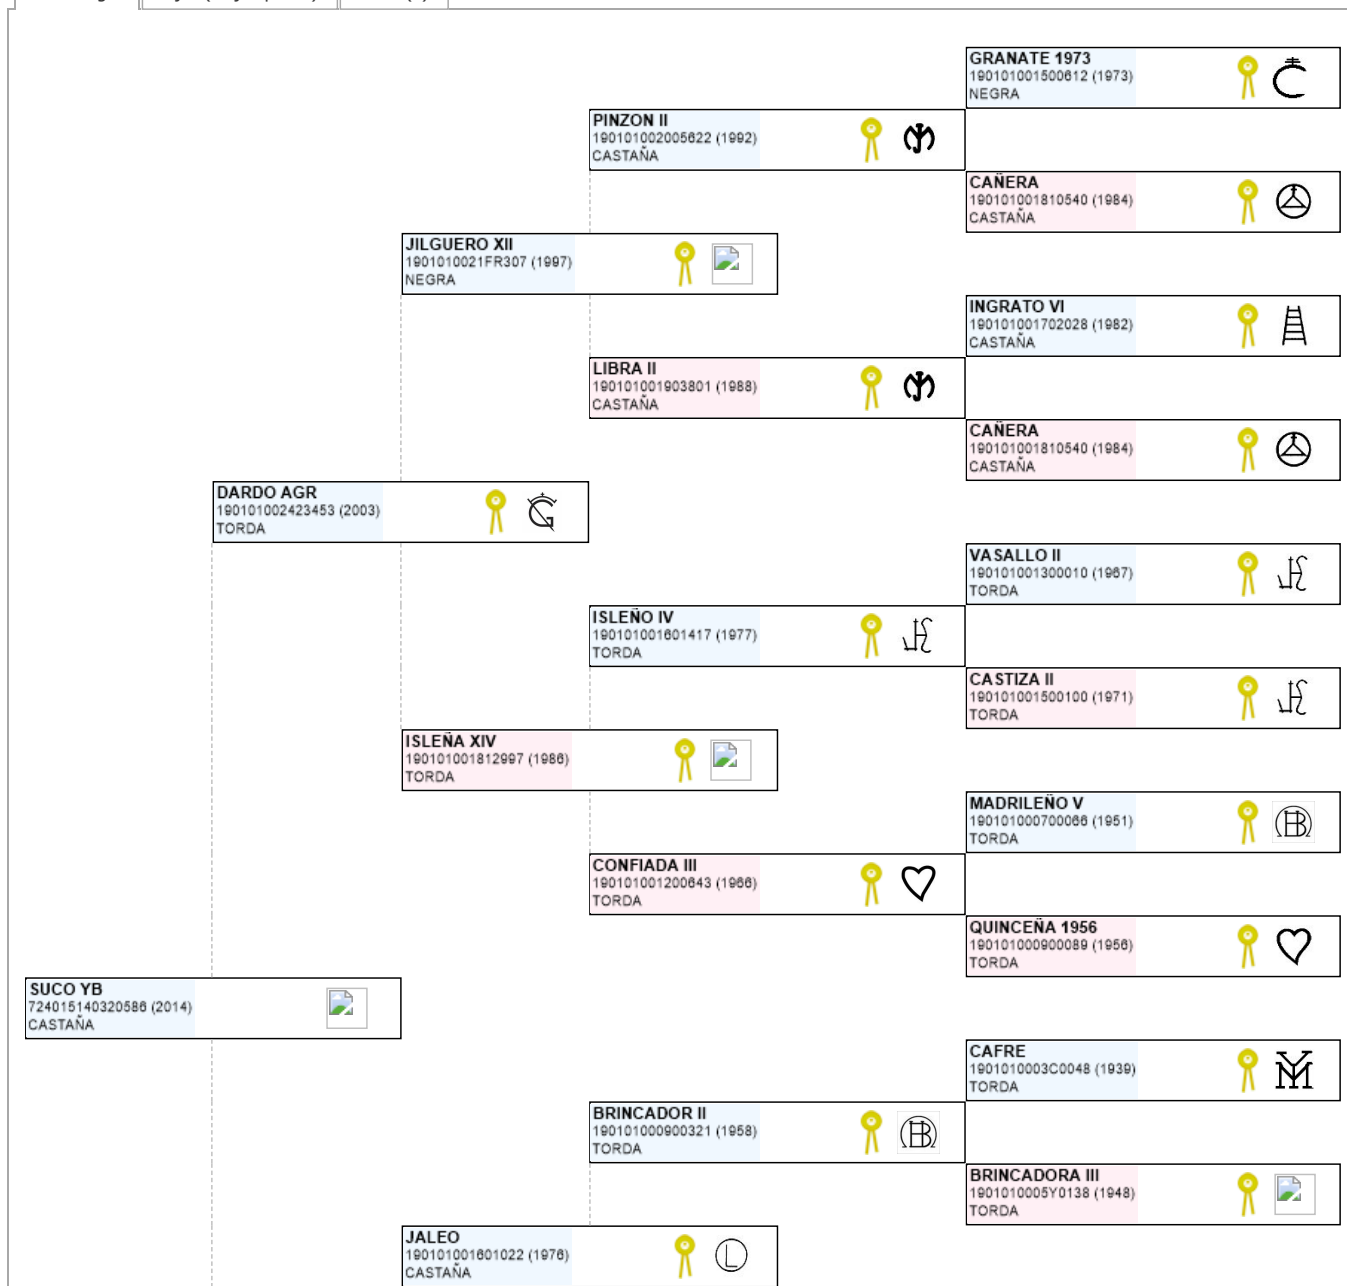 GRANATE 1973
190101001500612 (1973)
NEGRA
PINZON II
190101002005622 (1992)
CASTAÑA
CAÑERA
190101001810540 (1984)
CASTAÑA
JILGUERO XII
1901010021FR307 (1997)
NEGRA
INGRATO VI
190101001702028 (1982)
CASTAÑA
LIBRA II
190101001903801 (1988)
CASTAÑA
CAÑERA
190101001810540 (1984)
CASTAÑA
DARDO AGR
190101002423453 (2003)
TORDA
VASALLO II
190101001300010 (1967)
TORDA
ISLEÑO IV
190101001601417 (1977)
TORDA
CASTIZA II
190101001500100 (1971)
TORDA
ISLEÑA XIV
190101001812997 (1986)
TORDA
MADRILEÑO V
190101000700066 (1951)
TORDA
CONFIADA III
190101001200643 (1966)
TORDA
QUINCEÑA 1956
190101000900089 (1956)
TORDA
SUCO YB
724015140320586 (2014)
CASTAÑA
CAFRE
1901010003C0048 (1939)
TORDA
BRINCADOR II
190101000900321 (1958)
TORDA
BRINCADORA III
1901010005Y0138 (1948)
TORDA
JALEO
190101001601022 (1976)
CASTAÑA